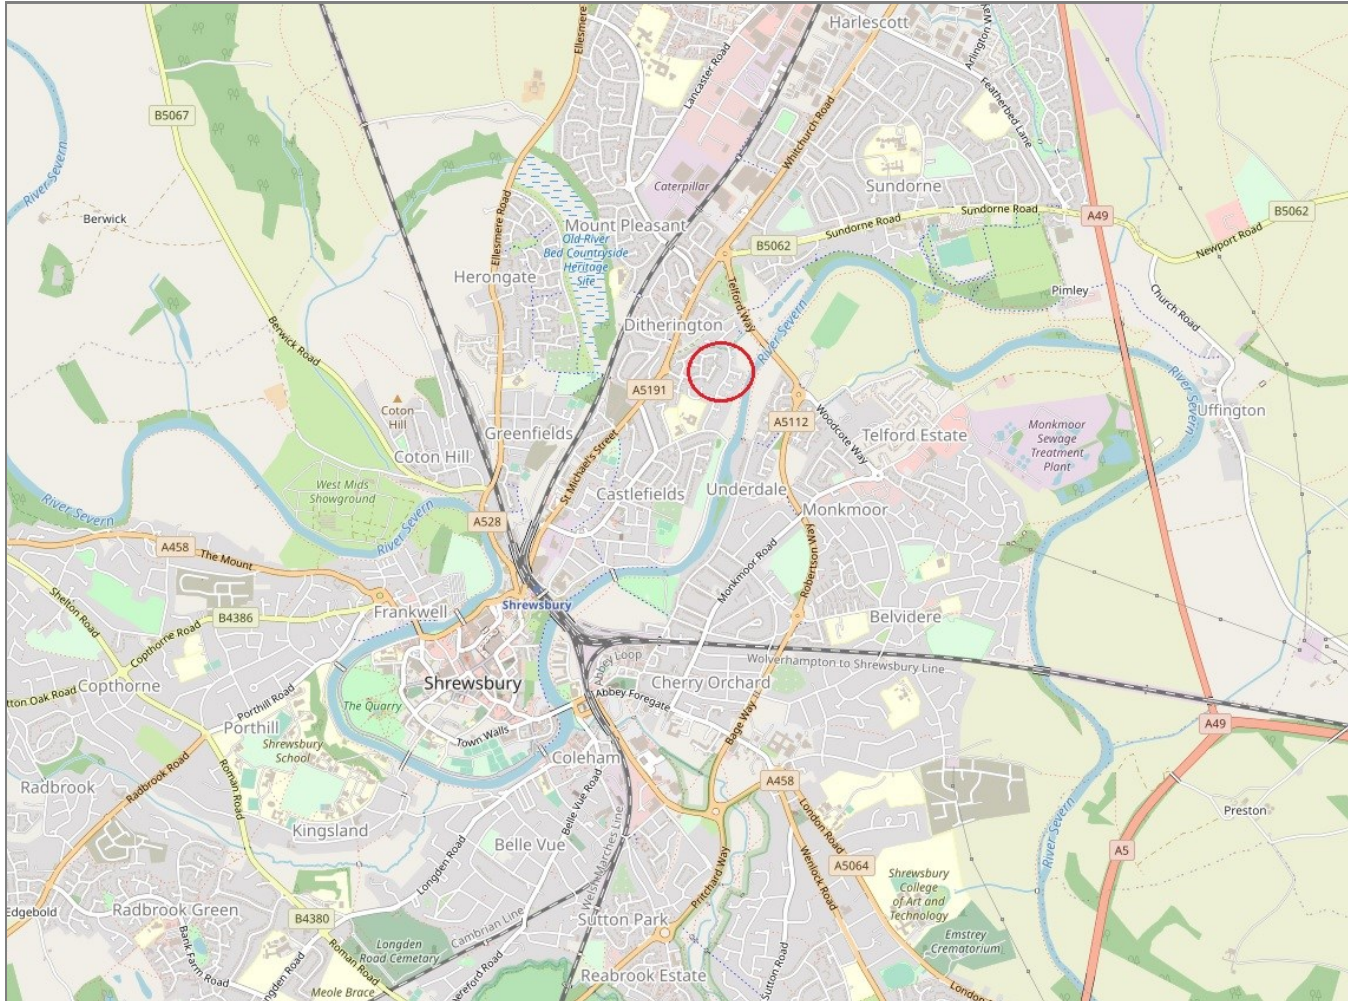 Harlescott
Ellesmere
Lancaster Road
Arlington Way
Featherbed Lane
B5067
River Severn
Whitchurch Road
Caterpillar
Sundorne
Berwick
Ellesmere Road
Mount Pleasant
Sundorne Road
Sundorne Road
A49
B5062
B5062
Newport Road
Old River
Bed Countryside
Heritage
Site
Herongate
Telford Way
Pimley
Church Road
Berwick Road
Ditherington
River Severn
A5191
River Severn
Coton
Hill
Uffington
Greenfields
A5112
Woodcote Way
Telford Estate
Monkmoor
Sewage
Treatment
Plant
Coton Hill
St Michael's Street
West Mids
Showground
Castlefields
Underdale
Monkmoor
River Severn
River Severn
A528
A458
The Mount
Monkmoor Road
Robertson Way
Shelton Road
Frankwell
Shrewsbury
B4386
Copthorne Road
Belvidere
Abbey Loop
Wolverhampton to Shrewsbury Line
Copthorne
tton Oak Road
Shrewsbury
Cherry Orchard
Abbey Foregate
Porthill Road
The Quarry
Porthill
Town Walls
Bage Way
A49
Shrewsbury
School
Coleham
Radbrook
Radbrook Road
Roman Road
A458
River Severn
Preston
Kingsland
Belle Vue Road
London Road
Belle Vue
A5
Longden Road
Welsh Marches Line
A5064
Wenlock Road
Pritchard Way
Shrewsbury
College
of Art and
Technology
Edgebold
Radbrook Green
B4380
Sutton Park
Cambrian Line
Bank Farm Road
Roman Road
Longden
Road Cemetery
Emstrey
Crematorium
Sutton Road
Reabrook Estate
ngden Road
Meole Brace
ereford Road
London